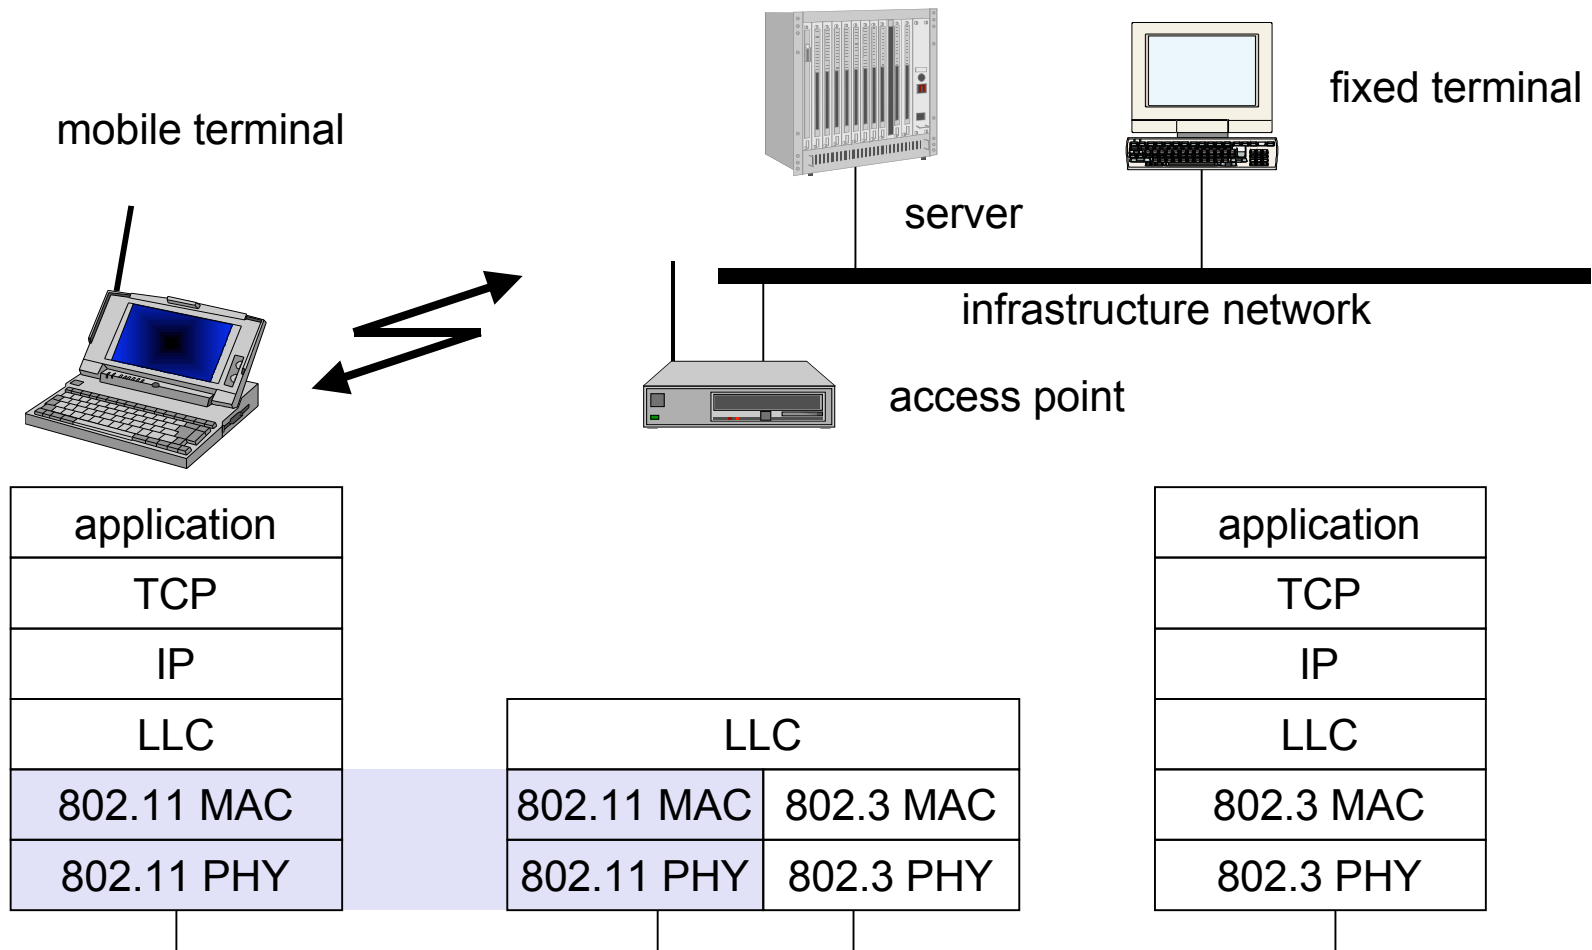 fixed terminal
mobile terminal
server
infrastructure network
access point
application
TCP
IP
LLC
802.11 MAC
802.11 PHY
LLC
802.11 MAC 802.3 MAC
802.11 PHY 802.3 PHY
application
TCP
IP
LLC
802.3 MAC
802.3 PHY